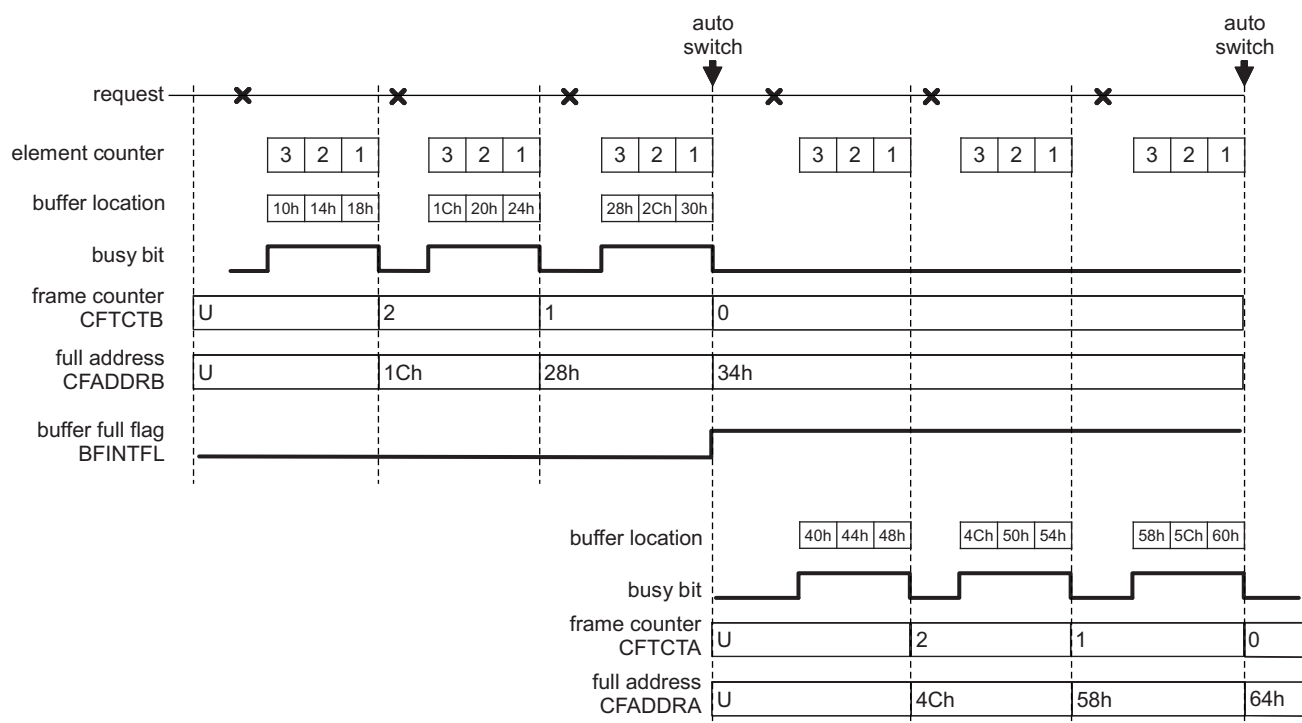 auto
switch
auto
switch
request
element counter 3 2 1 3 2 1 3 2 1 3 2 1 3 2 1 3 2 1
buffer location 10h 14h 18h 1Ch 20h 24h 28h 2Ch 30h
busy bit
frame counter
CFTCTB U 2 1 0
full address
CFADDRB U 1Ch 28h 34h
buffer full flag
BFINTFL
buffer location 40h 44h 48h 4Ch 50h 54h 58h 5Ch 60h
busy bit
frame counter
CFTCTA U 2 1 0
full address
CFADDRA U 4Ch 58h 64h